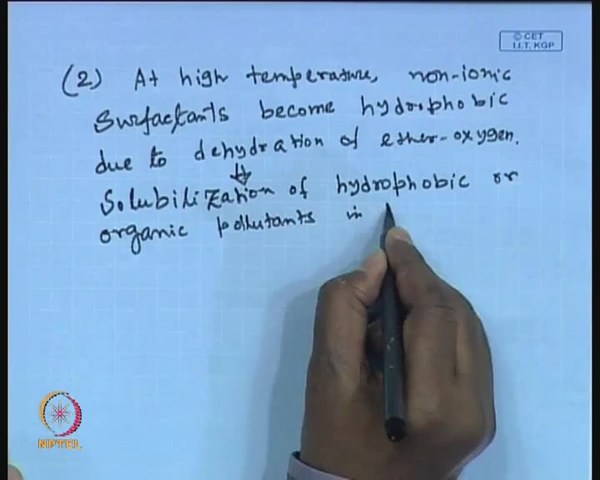 © CET
I.I.T. KGP
(2) At high temperature, non-ionic
surfactants become hydrophobic
due to dehydration of ether-oxygen.
Solubilization of hydrophobic or
organic pollutants in
NPTEL